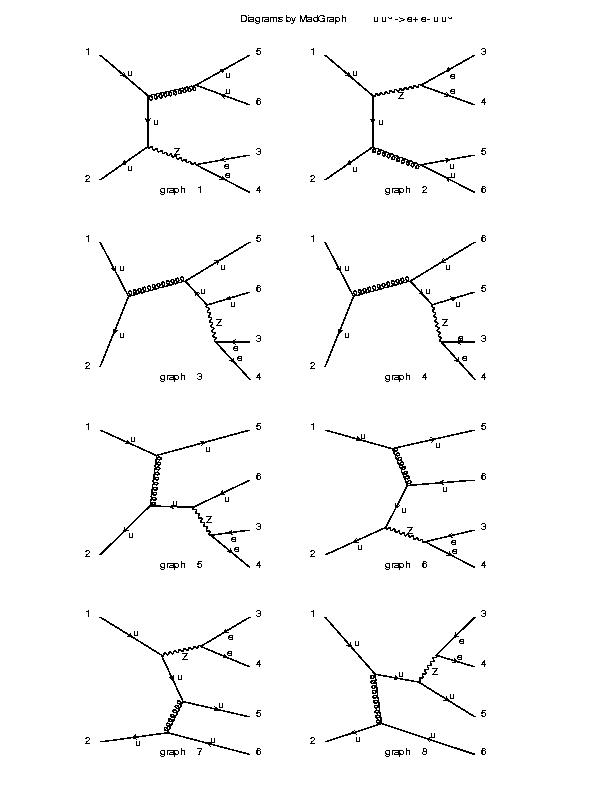 Diagrams by MadGraph u u~ -> e+ e- u u~
1 5 1 3
u u u e
6 Z e 4
u u
Z 3 5
e u
u e u u
2 4 2 6
graph 1 graph 2
1 5 1 6
u u u u
u 6 u 5
u u
Z Z
u e 3 u e 3
e e
2 4 2 4
graph 3 graph 4
1 5 1 5
u u u u
6 6
u u u
Z u 3 Z 3
e e
u e u e
2 4 2 4
graph 5 graph 6
1 3 1 3
u e u e
Z e 4 Z 4
u u e
u 5 u 5
2 u u 6 2 u u 6
graph 7 graph 8